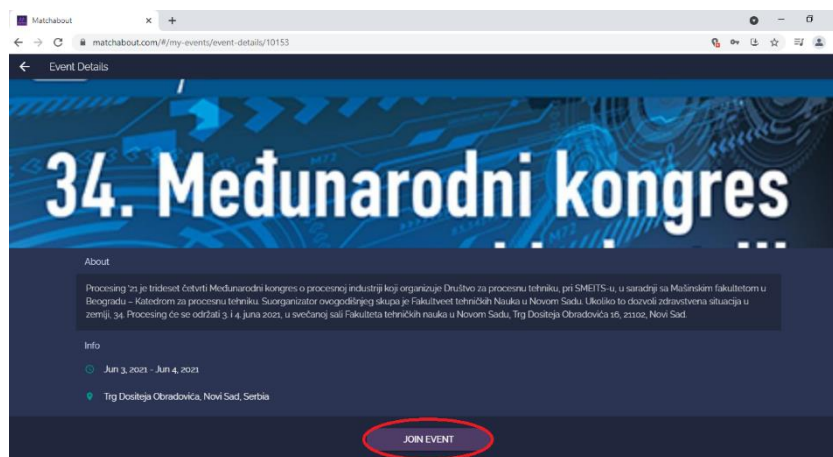 Matchabout
matchabout.com/#/my-events/event-details/10153
Event Details
34. Međunarodni kongres
About
Procesing '21 je trideset četvrti Međunarodni kongres o procesnoj industriji koji organizuje Društvo za procesnu tehniku, pri SMEITS-u, u saradnji sa Mašinskim fakultetom u
Beogradu – Katedrom za procesnu tehniku. Suorganizator ovogodišnjeg skupa je Fakultveet tehničkih Nauka u Novom Sadu. Ukoliko to dozvoli zdravstvena situacija u
zemlji, 34. Procesing će se održati 3. i 4. juna 2021, u svečanoj sali Fakulteta tehničkih nauka u Novom Sadu, Trg Dositeja Obradovića 16, 21102, Novi Sad.
Info
Jun 3, 2021 - Jun 4, 2021
Trg Dositeja Obradovića, Novi Sad, Serbia
JOIN EVENT